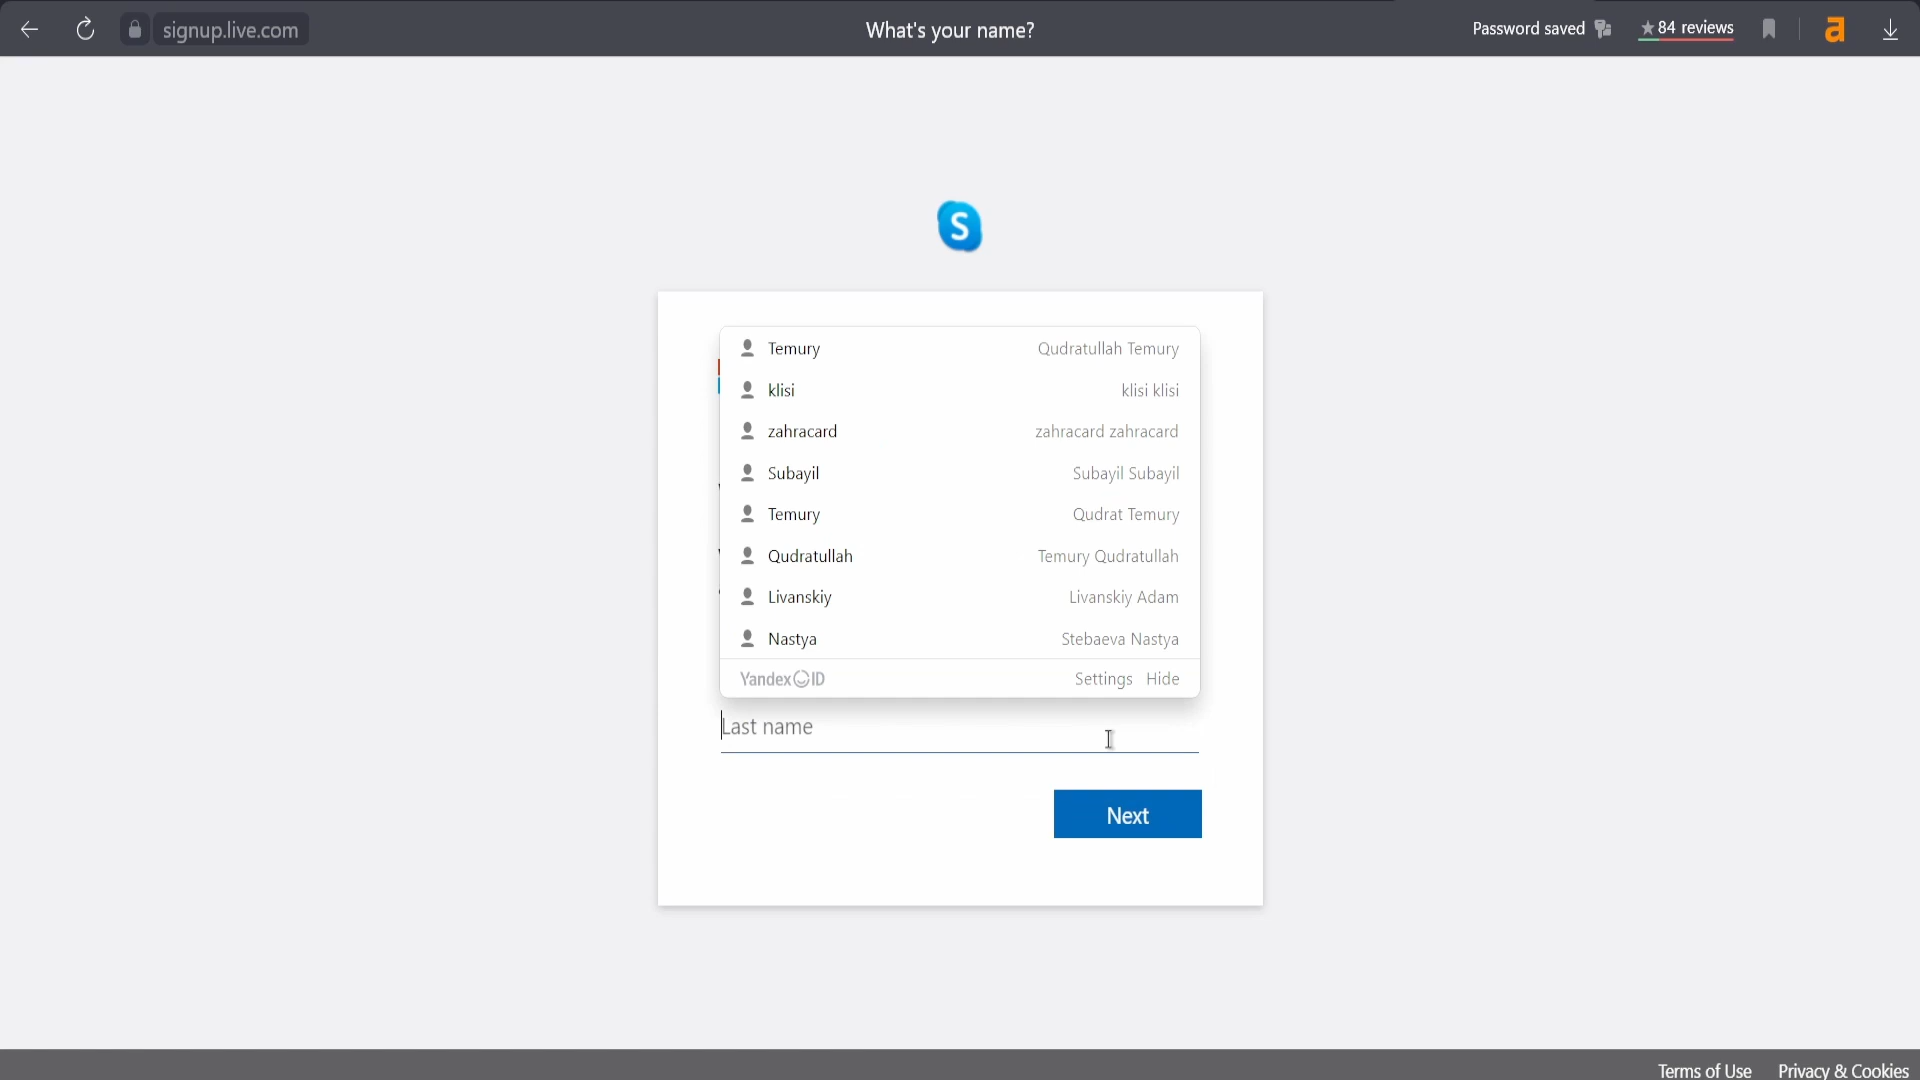 signup.live.com What's your name? Password saved 84 reviews a
S
Temury Qudratullah Temury
klisi klisi klisi
zahracard zahracard zahracard
Subayil Subayil Subayil
Temury Qudrat Temury
Qudratullah Temury Qudratullah
Livanskiy Livanskiy Adam
Nastya Stebaeva Nastya
Yandex ID Settings Hide
Last name
Next
Terms of Use Privacy & Cookies